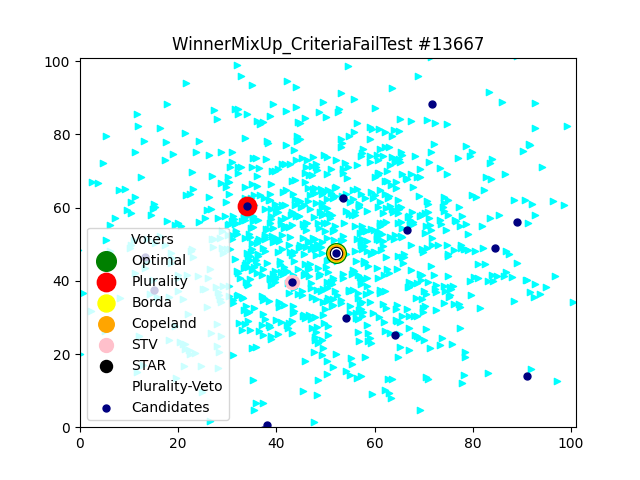 WinnerMixUp_CriteriaFailTest #13667
100
80
60
40
20
0
0
20
40
60
80
100
Voters
Optimal
Plurality
Borda
Copeland
STV
STAR
Plurality-Veto
Candidates